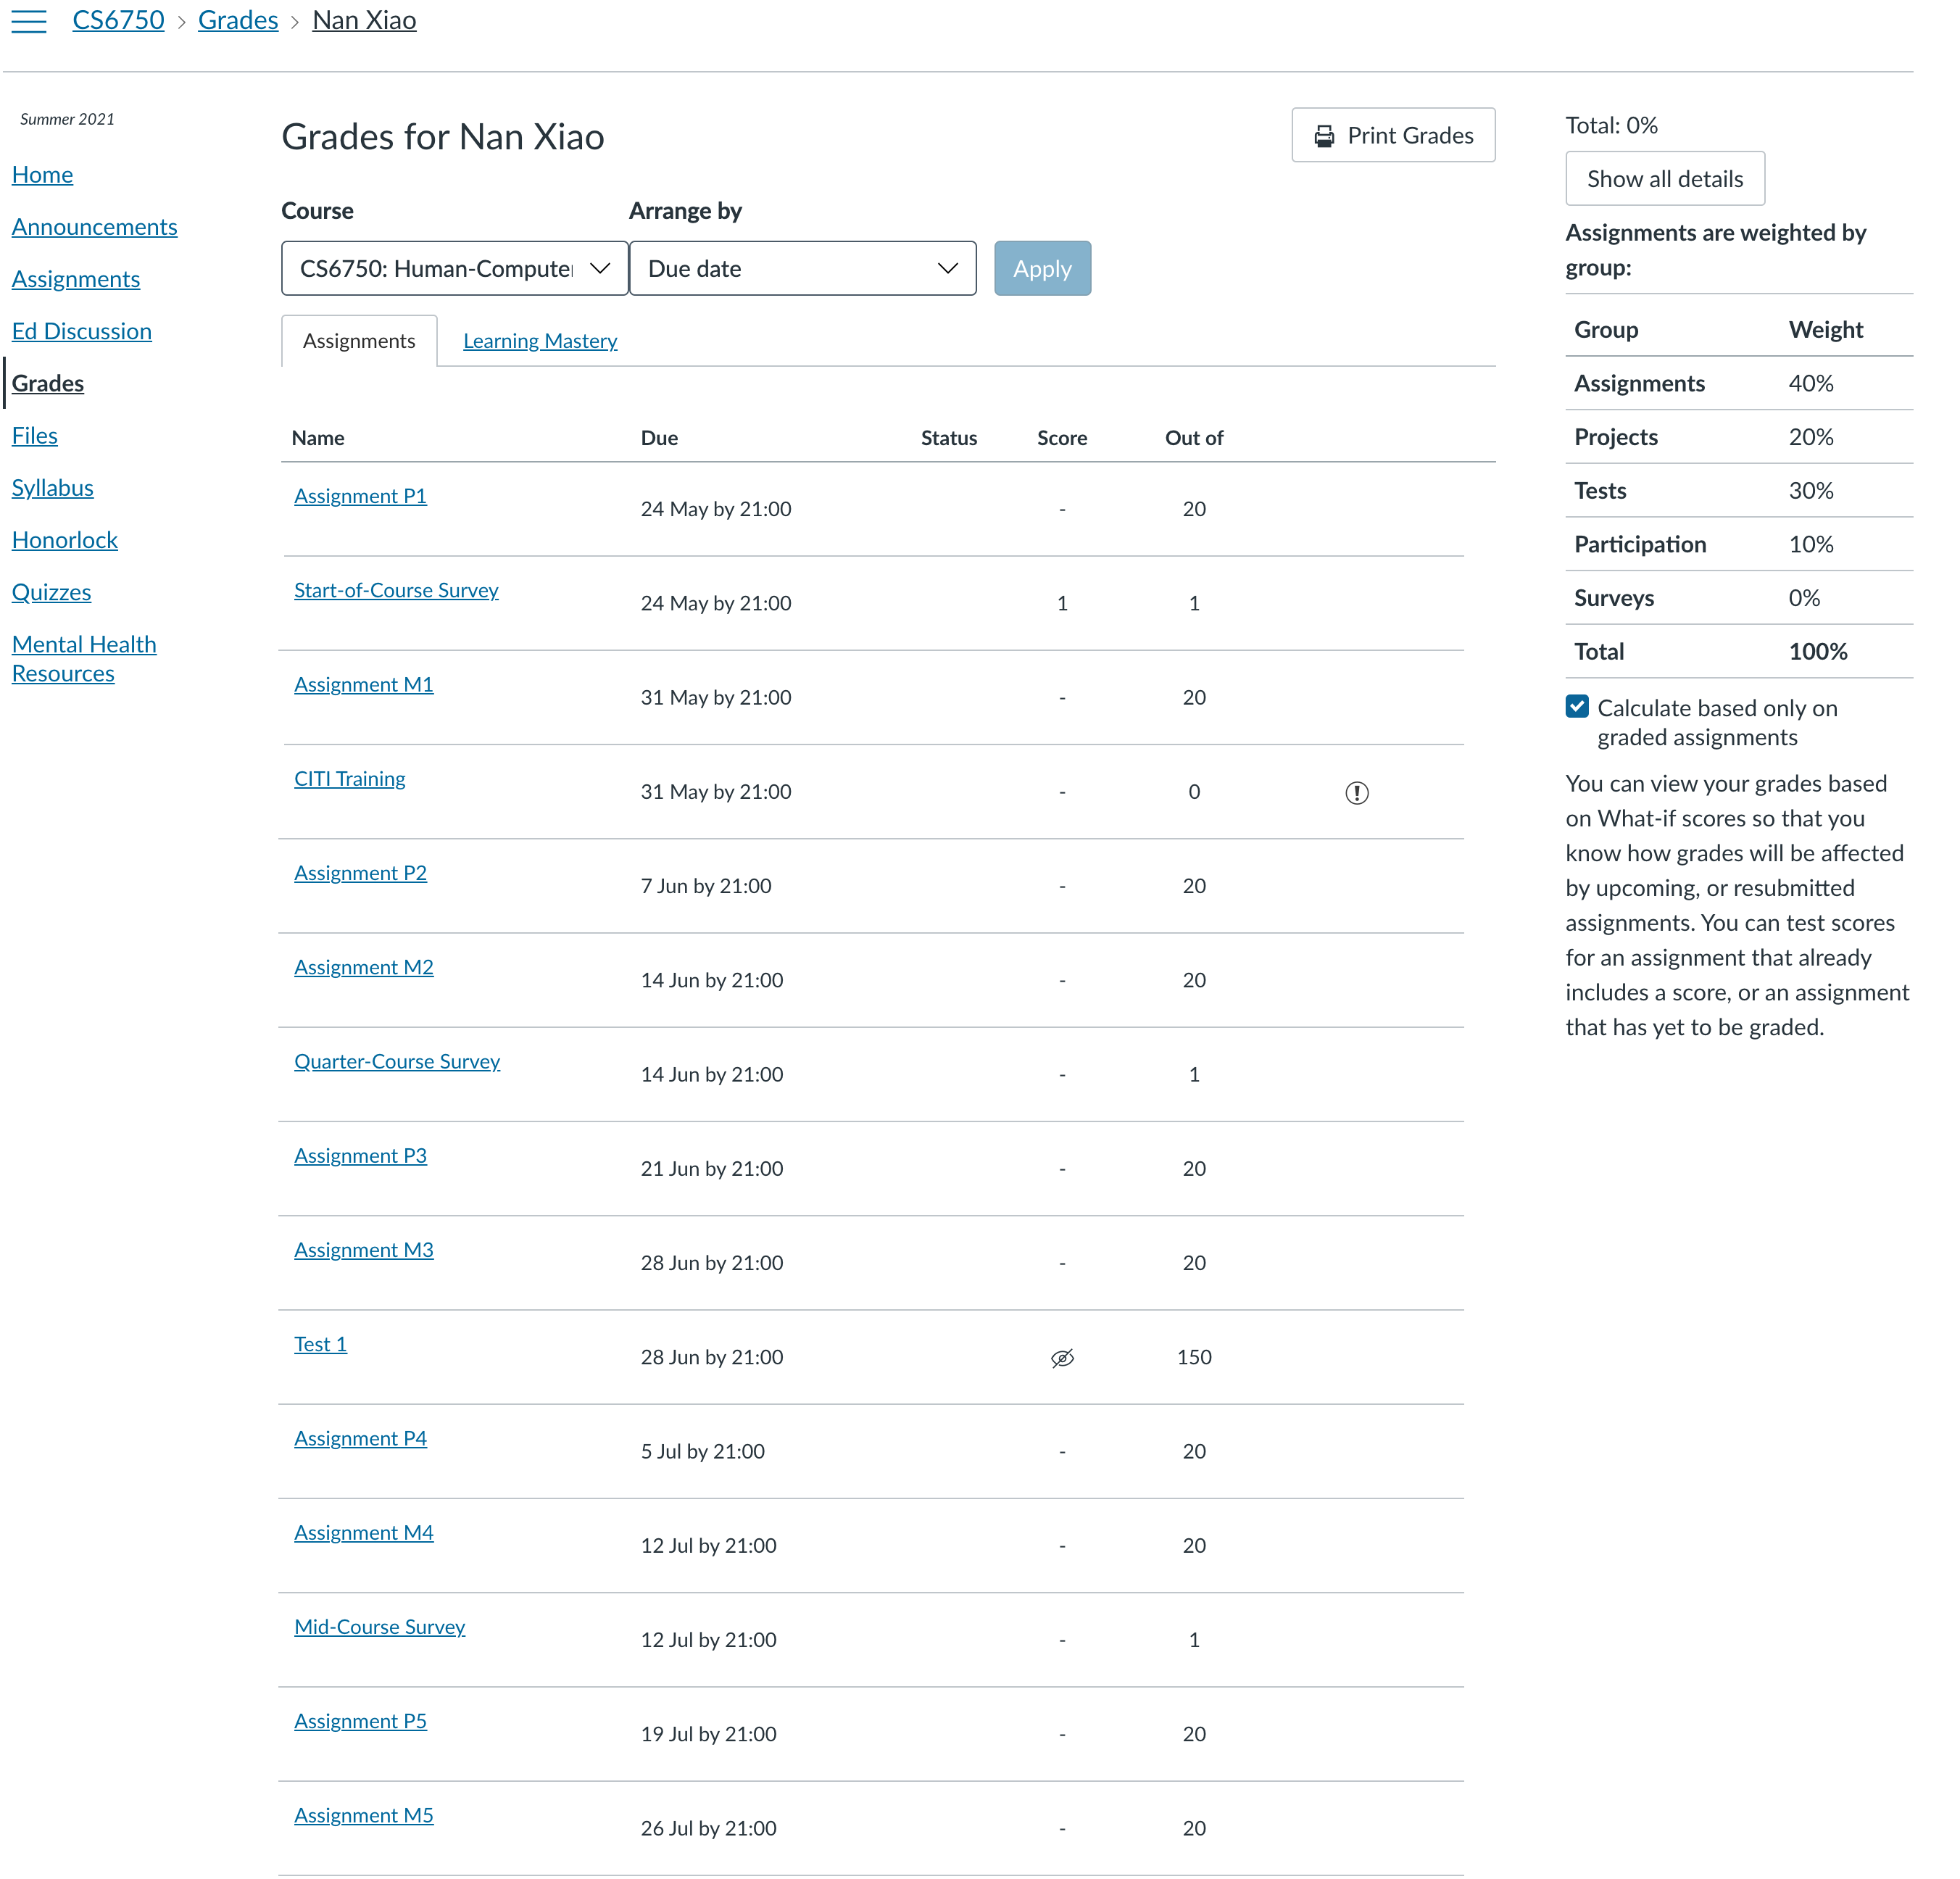 CS6750 › Grades › Nan Xiao
Summer 2021
Home
Announcements
Assignments
Ed Discussion
Grades
Files
Syllabus
Honorlock
Quizzes
Mental Health
Resources
Grades for Nan Xiao
Print Grades
Course Arrange by
CS6750: Human-Computer Due date Apply
Assignments Learning Mastery
Name Due Status Score Out of
Assignment P1 24 May by 21:00 - 20
Start-of-Course Survey 24 May by 21:00 1 1
Assignment M1 31 May by 21:00 - 20
CITI Training 31 May by 21:00 - 0
Assignment P2 7 Jun by 21:00 - 20
Assignment M2 14 Jun by 21:00 - 20
Quarter-Course Survey 14 Jun by 21:00 - 1
Assignment P3 21 Jun by 21:00 - 20
Assignment M3 28 Jun by 21:00 - 20
Test 1 28 Jun by 21:00 150
Assignment P4 5 Jul by 21:00 - 20
Assignment M4 12 Jul by 21:00 - 20
Mid-Course Survey 12 Jul by 21:00 - 1
Assignment P5 19 Jul by 21:00 - 20
Assignment M5 26 Jul by 21:00 - 20
Total: 0%
Show all details
Assignments are weighted by
group:
Group Weight
Assignments 40%
Projects 20%
Tests 30%
Participation 10%
Surveys 0%
Total 100%
Calculate based only on
graded assignments
You can view your grades based
on What-if scores so that you
know how grades will be affected
by upcoming, or resubmitted
assignments. You can test scores
for an assignment that already
includes a score, or an assignment
that has yet to be graded.